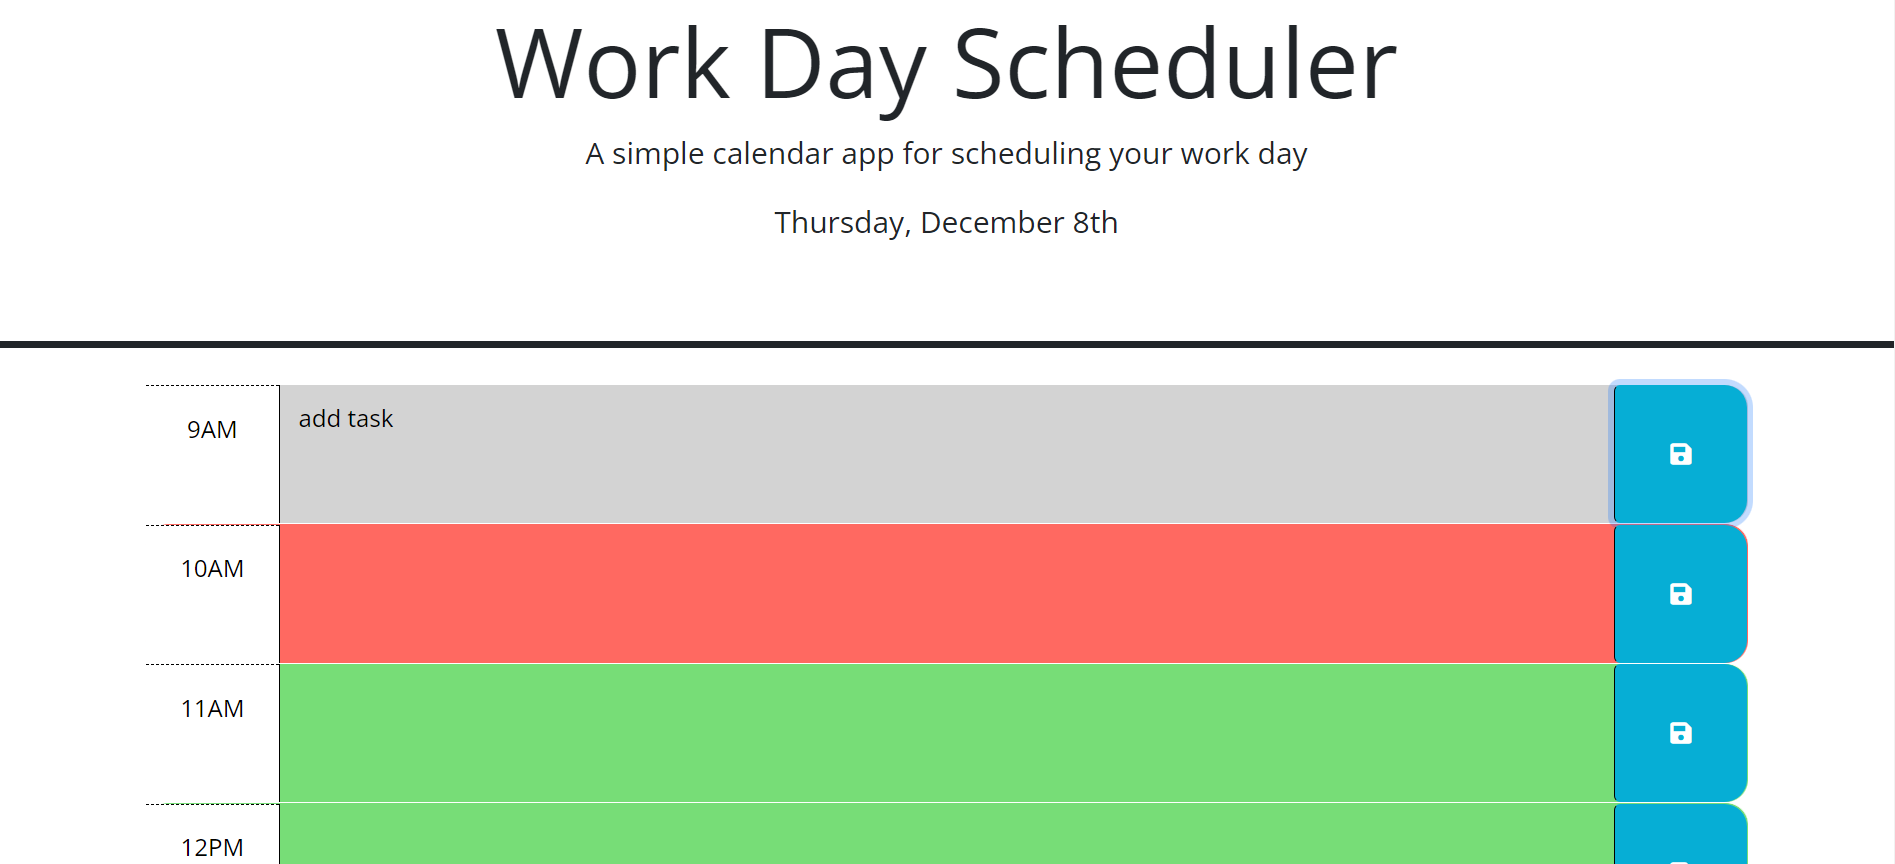 Work Day Scheduler
A simple calendar app for scheduling your work day
Thursday, December 8th
9AM
add task
10AM
11AM
12PM